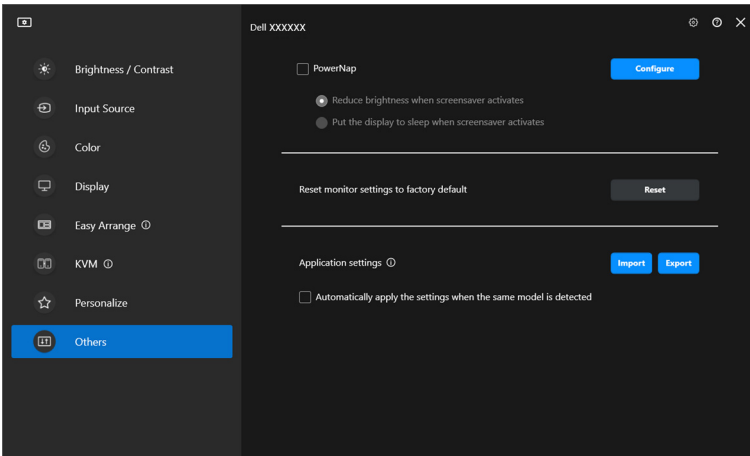 Dell XXXXXX
Brightness / Contrast
Input Source
Color
Display
Easy Arrange
KVM
Personalize
Others
PowerNap
Configure
Reduce brightness when screensaver activates
Put the display to sleep when screensaver activates
Reset monitor settings to factory default
Reset
Application settings
Import
Export
Automatically apply the settings when the same model is detected